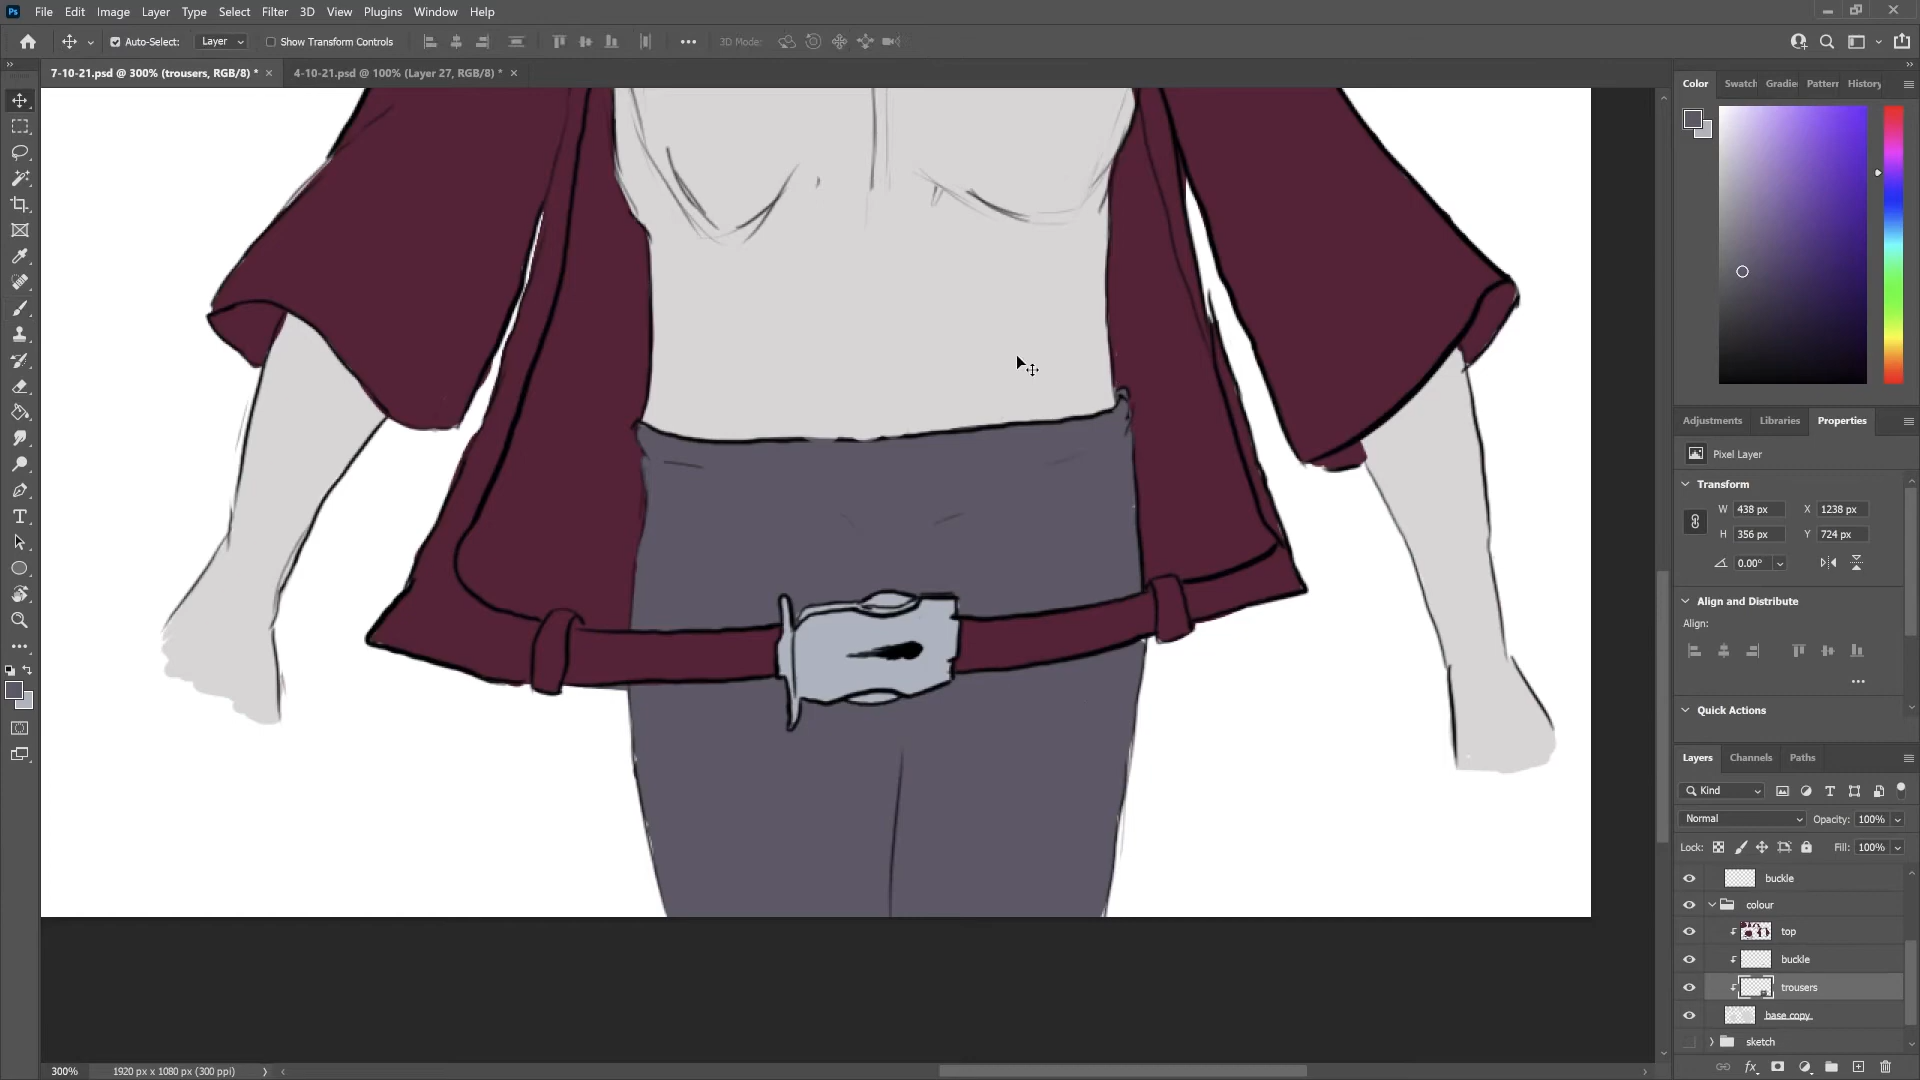 Ps File Edit Image Layer Type Select Filter 3D View Plugins Window Help
Auto-Select: Layer Show Transform Controls 3D Mode:
7-10-21.psd @ 300% (trousers, RGB/8) * × 4-10-21.psd @ 100% (Layer 27, RGB/8) * ×
Color Swatch Gradie Pattern History
Adjustments Libraries Properties
Pixel Layer
Transform
W 438 px X 1238 px
H 356 px Y 724 px
0.00°
Align and Distribute
Align:
Quick Actions
Layers Channels Paths
Kind
Normal Opacity: 100%
Lock: Fill: 100%
buckle
colour
top
buckle
trousers
base copy
sketch
300% 1920 px x 1080 px (300 ppi)